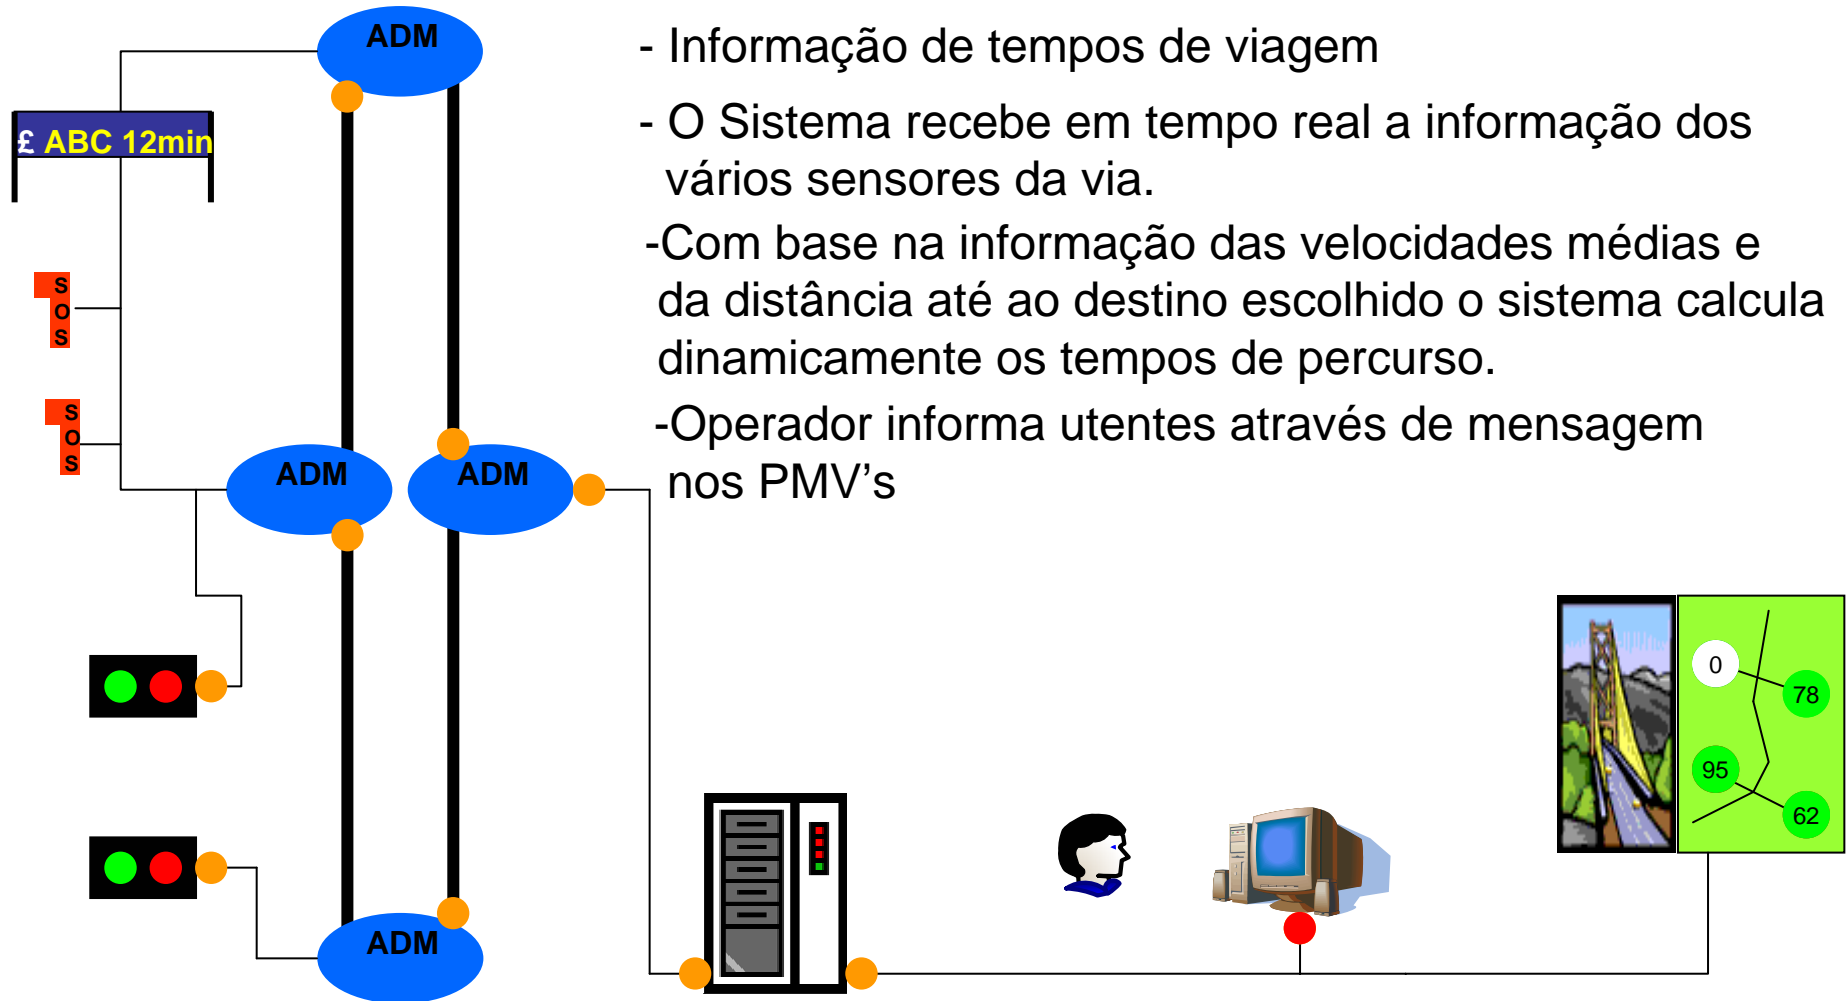 ADM
- Informação de tempos de viagem
- O Sistema recebe em tempo real a informação dos
vários sensores da via.
£ ABC 12min
-Com base na informação das velocidades médias e
da distância até ao destino escolhido o sistema calcula
dinamicamente os tempos de percurso.
S
O
S
-Operador informa utentes através de mensagem
nos PMV's
S
O
S
ADM
ADM
0
78
95
62
ADM